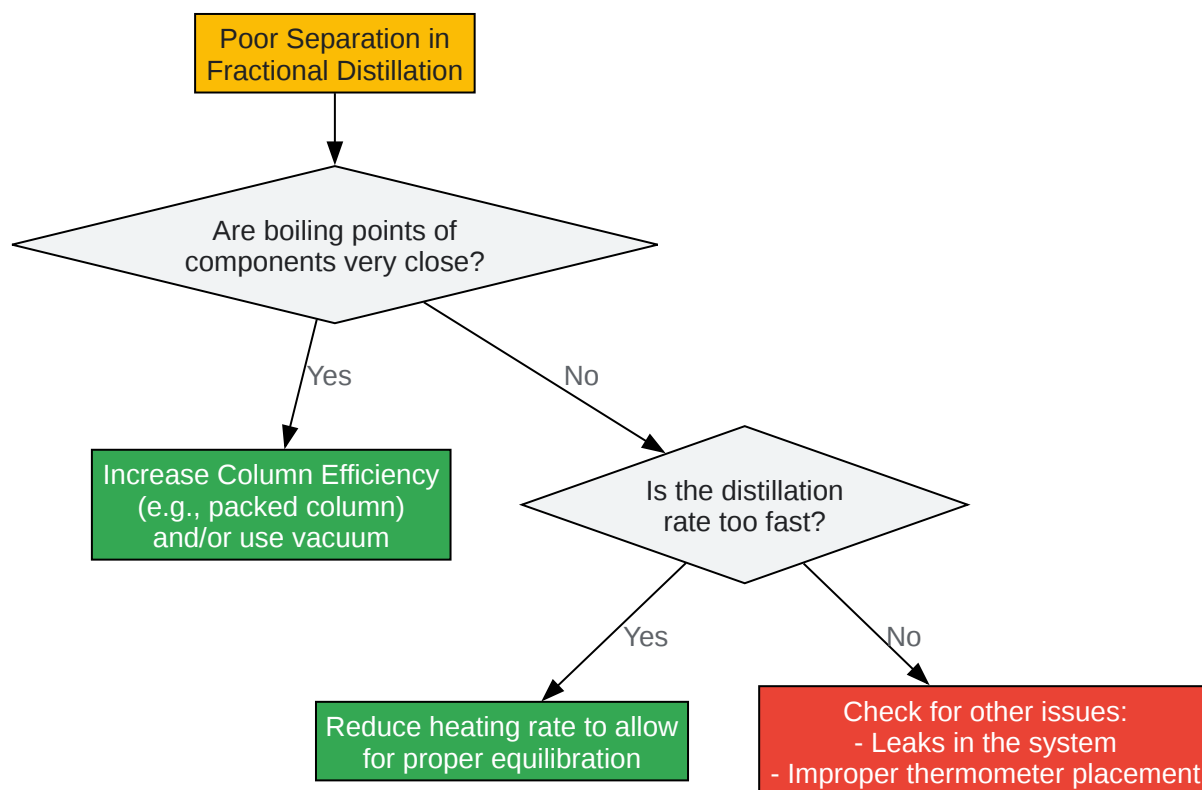 Poor Separation in
Fractional Distillation
Are boiling points of
components very close?
Yes
No
Increase Column Efficiency
(e.g., packed column)
and/or use vacuum
Is the distillation
rate too fast?
Yes
No
Reduce heating rate to allow
for proper equilibration
Check for other issues:
- Leaks in the system
- Improper thermometer placement